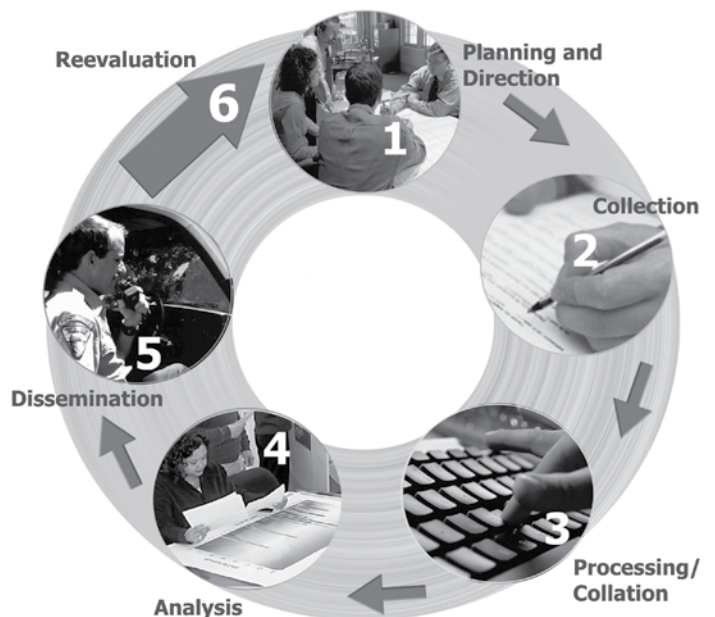 Reevaluation
6
1
Planning and
Direction
Collection
2
5
Dissemination
4
3
Analysis
Processing/
Collation